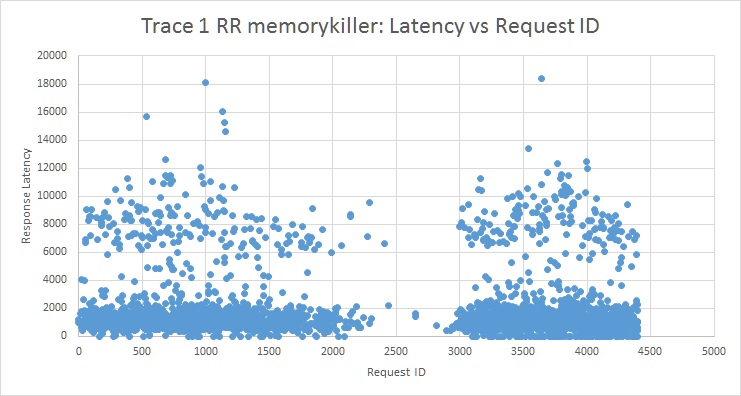 Trace 1 RR memorykiller: Latency vs Request ID
20000
18000
16000
14000
12000
10000
8000
6000
4000
2000
0
Response Latency
0 500 1000 1500 2000 2500 3000 3500 4000 4500 5000
Request ID